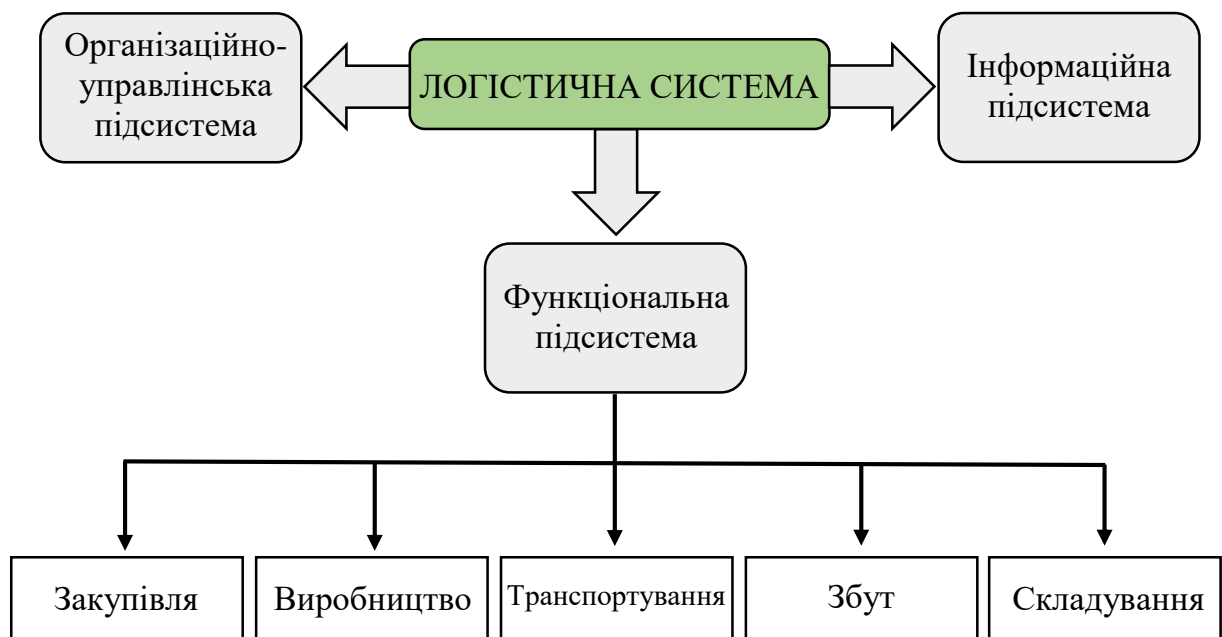 Організаційно-
управлінська
підсистема
ЛОГІСТИЧНА СИСТЕМА
Інформаційна
підсистема
Функціональна
підсистема
Закупівля
Виробництво
Транспортування
Збут
Складування